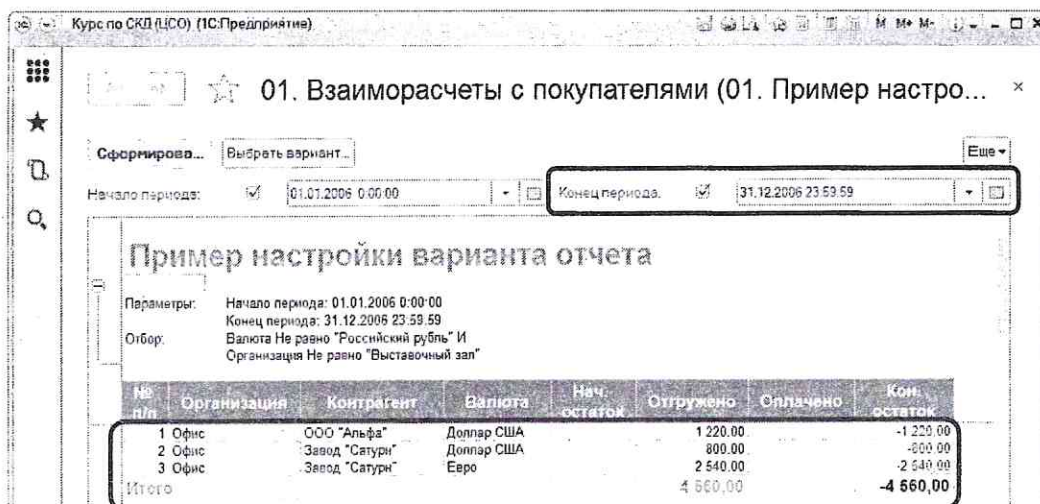 Курс по СКД (ЦСО) (1С:Предприятие) M M+ M-
01. Взаиморасчеты с покупателями (01. Пример настро... ×
Сформирова... Выбрать вариант... Еще
Начало периода: 01.01.2006 0:00:00 Конец периода: 31.12.2006 23:59:59
Пример настройки варианта отчета
Параметры: Начало периода: 01.01.2006 0:00:00
Конец периода: 31.12.2006 23:59:59
Отбор: Валюта Не равно "Российский рубль" И
Организация Не равно "Выставочный зал"
№ п/п Организация Контрагент Валюта Нач. остаток Отгружено Оплачено Кон. остаток
1 Офис ООО "Альфа" Доллар США 1 220,00 -1 220,00
2 Офис Завод "Сатурн" Доллар США 800,00 -800,00
3 Офис Завод "Сатурн" Евро 2 540,00 -2 540,00
Итого 4 560,00 -4 560,00